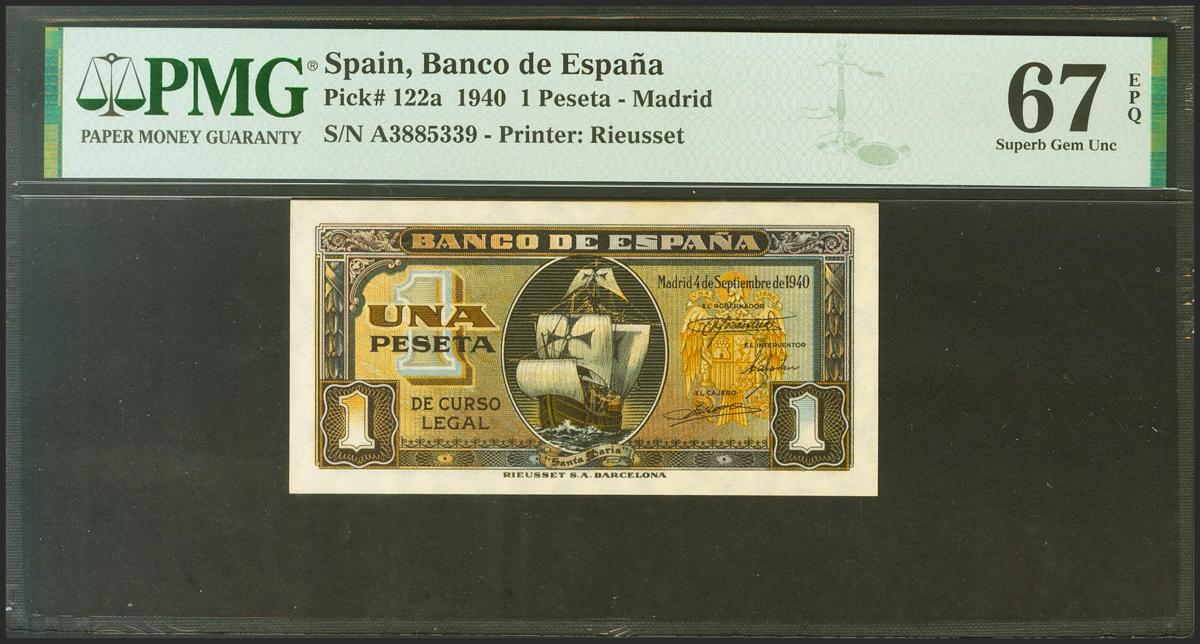 PMG®
PAPER MONEY GUARANTY
Spain, Banco de España
Pick# 122a 1940 1 Peseta - Madrid
S/N A3885339 - Printer: Rieusset
67
EPQ
Superb Gem Unc
BANCO DE ESPAÑA
1
UNA
PESETA
DE CURSO
LEGAL
Madrid 4 de Septiembre de 1940
EL GOBERNADOR
EL INTERVENTOR
EL CAJERO
1
1
"Santa Maria"
RIEUSSET S.A. BARCELONA